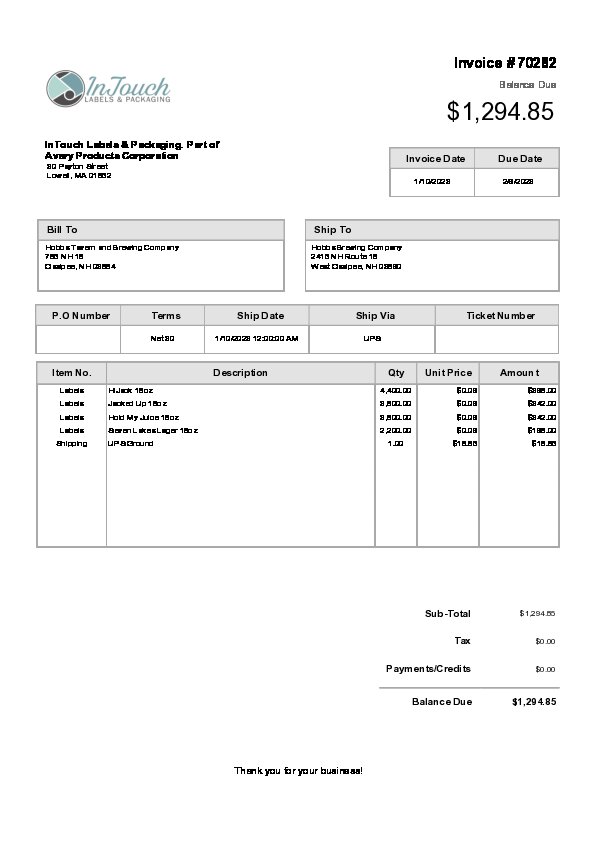 InTouch
LABELS & PACKAGING
Invoice #
Balance Due
$1,294.85
InTouch Labels & Packaging, Part of
Avery Products Corporation
Street
Lowell, MA 01852
Invoice Date Due Date
1/10/2023 2/9/2023
Bill To
Hobbs Tavern and Brewing Company
NH 16
Ossipee, NH 03864
Ship To
Hobbs Brewing Company
2415 NH Route 16
West Ossipee, NH 03890
P.O Number Terms Ship Date Ship Via Ticket Number
Net 30 1/10/2023 12:00:00 AM UPS
Item No. Description Qty Unit Price Amount
Labels Hi Jack 16oz 4,400.00 $0.09 $396.00
Labels Jacked Up 16oz 3,800.00 $0.09 $342.00
Labels Hold My Juice 16oz 3,800.00 $0.09 $342.00
Labels Seven Lakes Lager 16oz 2,200.00 $0.09 $198.00
Shipping UPS Ground 1.00 $16.85 $16.85
Sub-Total $1,294.85
Tax $0.00
Payments/Credits $0.00
Balance Due $1,294.85
Thank you for your business!